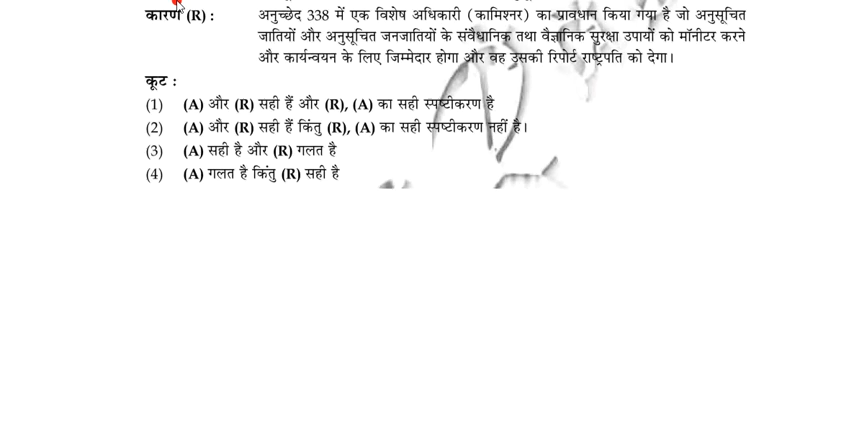 कारण (R) : अनुच्छेद 338 में एक विशेष अधिकारी (कामिश्नर) का प्रावधान किया गया है जो अनुसूचित
जातियों और अनुसूचित जनजातियों के संवैधानिक तथा वैज्ञानिक सुरक्षा उपायों को मॉनीटर करने
और कार्यन्वयन के लिए जिम्मेदार होगा और वह उसकी रिपोर्ट राष्ट्रपति को देगा।
कूट :
(1) (A) और (R) सही हैं और (R), (A) का सही स्पष्टीकरण है
(2) (A) और (R) सही हैं किंतु (R), (A) का सही स्पष्टीकरण नहीं है।
(3) (A) सही है और (R) गलत है
(4) (A) गलत है किंतु (R) सही है